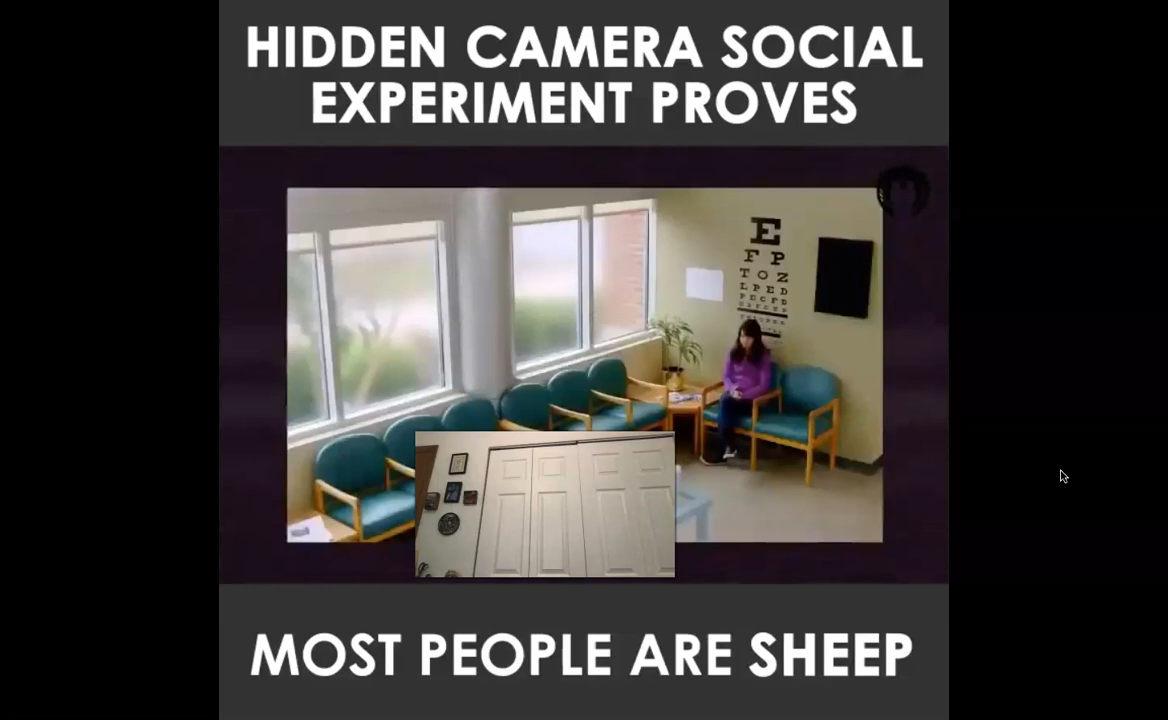 HIDDEN CAMERA SOCIAL
EXPERIMENT PROVES
E
F P
T O Z
L P E D
P E C F D
MOST PEOPLE ARE SHEEP